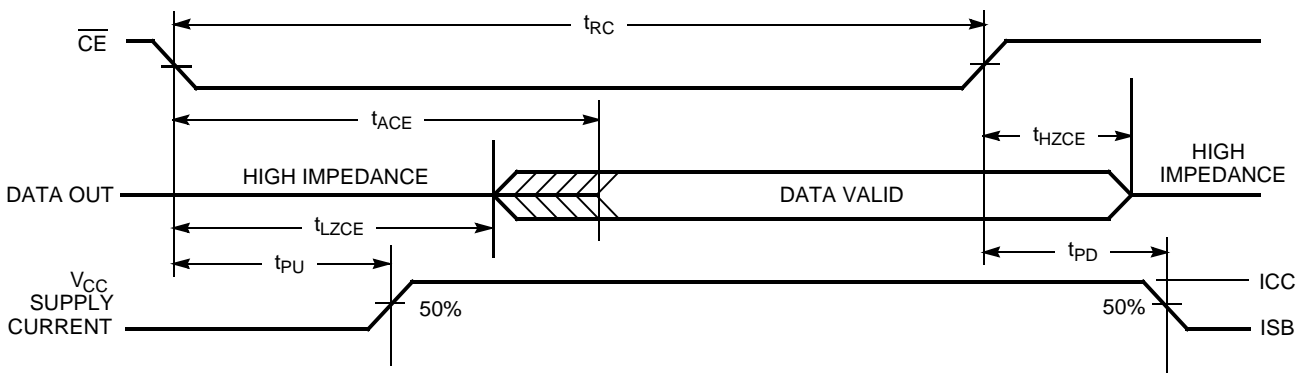 tRC
CE
tACE
tHZCE
HIGH
IMPEDANCE
DATA OUT
HIGH IMPEDANCE
DATA VALID
tLZCE
tPU
tPD
VCC
SUPPLY
CURRENT
50%
50%
ICC
ISB